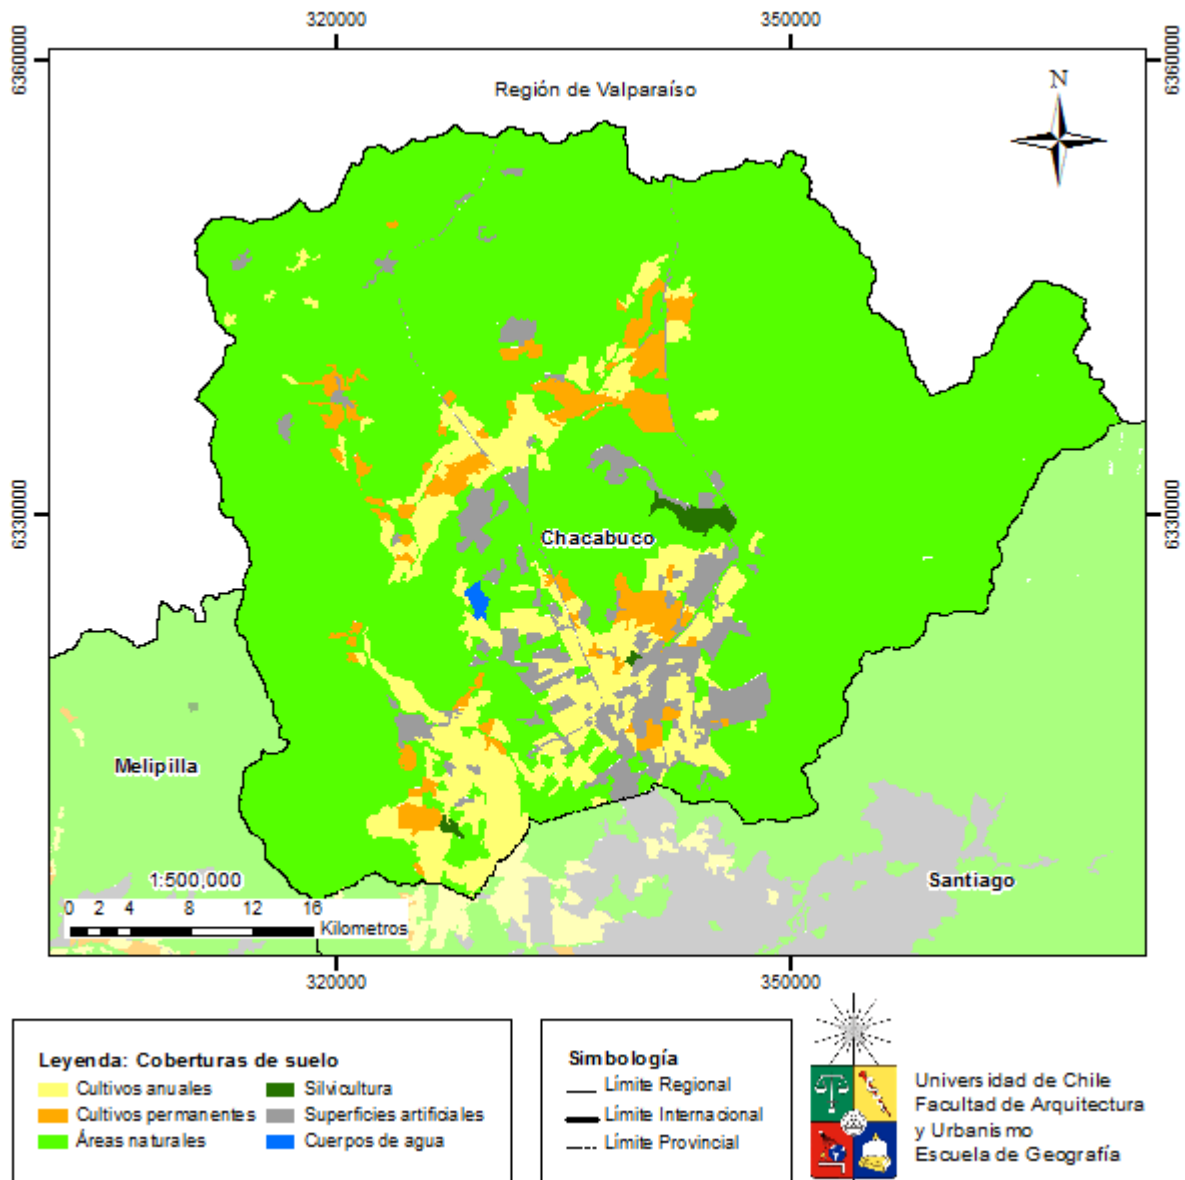 320000
350000
6360000
6360000
Región de Valparaíso
N
6330000
6330000
Chacabuco
Melipilla
Santiago
1:500,000
0 2 4 8 12 16
Kilometros
320000
350000
Leyenda: Coberturas de suelo
Cultivos anuales
Silvicultura
Cultivos permanentes
Superficies artificiales
Áreas naturales
Cuerpos de agua
Simbología
Límite Regional
Límite Internacional
Límite Provincial
Universidad de Chile
Facultad de Arquitectura
y Urbanismo
Escuela de Geografía